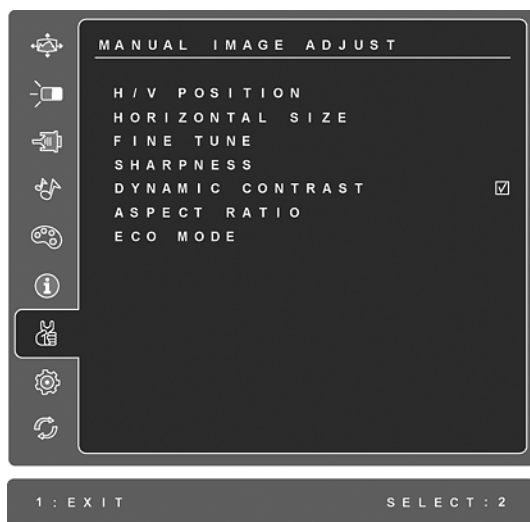 MANUAL IMAGE ADJUST
H/V POSITION
HORIZONTAL SIZE
FINE TUNE
SHARPNESS
DYNAMIC CONTRAST
ASPECT RATIO
ECO MODE
1:EXIT SELECT:2